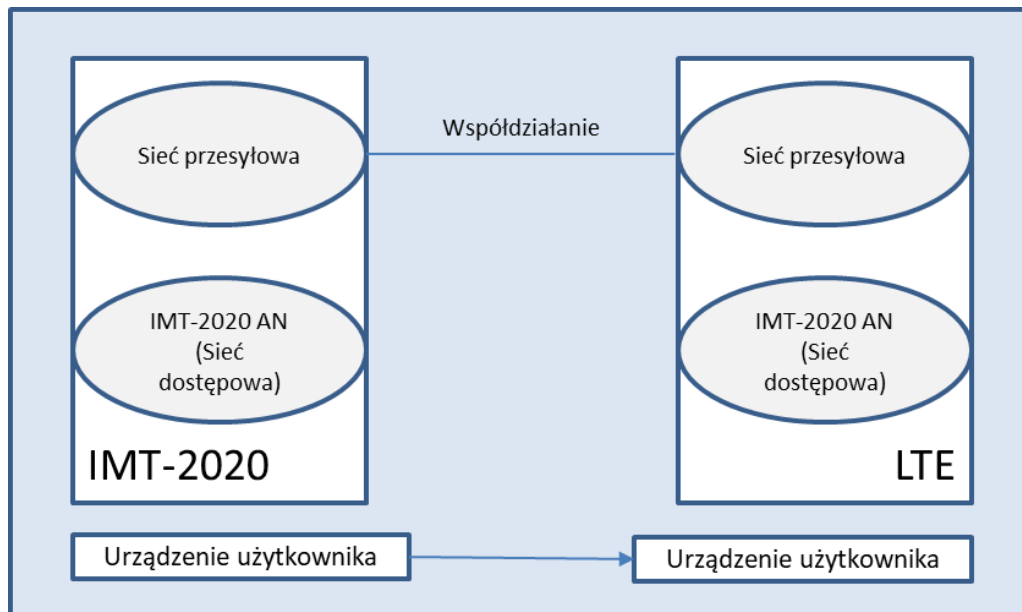 Współdziałanie
Sieć przesyłowa
Sieć przesyłowa
IMT-2020 AN
(Sieć
dostępowa)
IMT-2020 AN
(Sieć
dostępowa)
IMT-2020
LTE
Urządzenie użytkownika
Urządzenie użytkownika